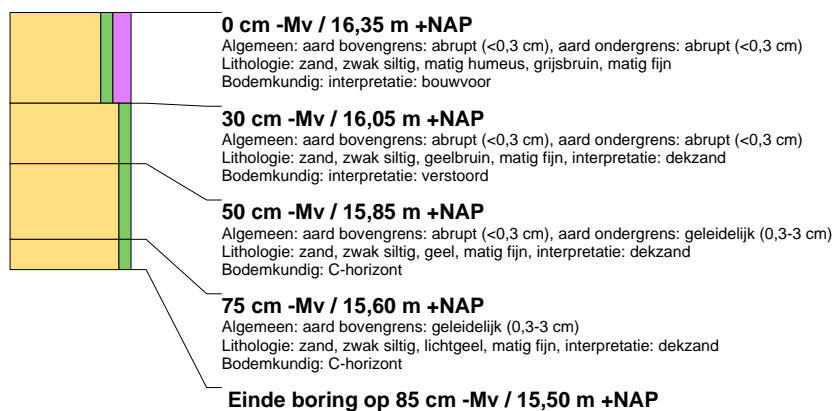 0 cm -Mv / 16,35 m +NAP
Algemeen: aard bovengrens: abrupt (<0,3 cm), aard ondergrens: abrupt (<0,3 cm)
Lithologie: zand, zwak siltig, matig humeus, grijsbruin, matig fijn
Bodemkundig: interpretatie: bouwvoor
30 cm -Mv / 16,05 m +NAP
Algemeen: aard bovengrens: abrupt (<0,3 cm), aard ondergrens: abrupt (<0,3 cm)
Lithologie: zand, zwak siltig, geelbruin, matig fijn, interpretatie: dekzand
Bodemkundig: interpretatie: verstoord
50 cm -Mv / 15,85 m +NAP
Algemeen: aard bovengrens: abrupt (<0,3 cm), aard ondergrens: geleidelijk (0,3-3 cm)
Lithologie: zand, zwak siltig, geel, matig fijn, interpretatie: dekzand
Bodemkundig: C-horizont
75 cm -Mv / 15,60 m +NAP
Algemeen: aard bovengrens: geleidelijk (0,3-3 cm)
Lithologie: zand, zwak siltig, lichtgeel, matig fijn, interpretatie: dekzand
Bodemkundig: C-horizont
Einde boring op 85 cm -Mv / 15,50 m +NAP